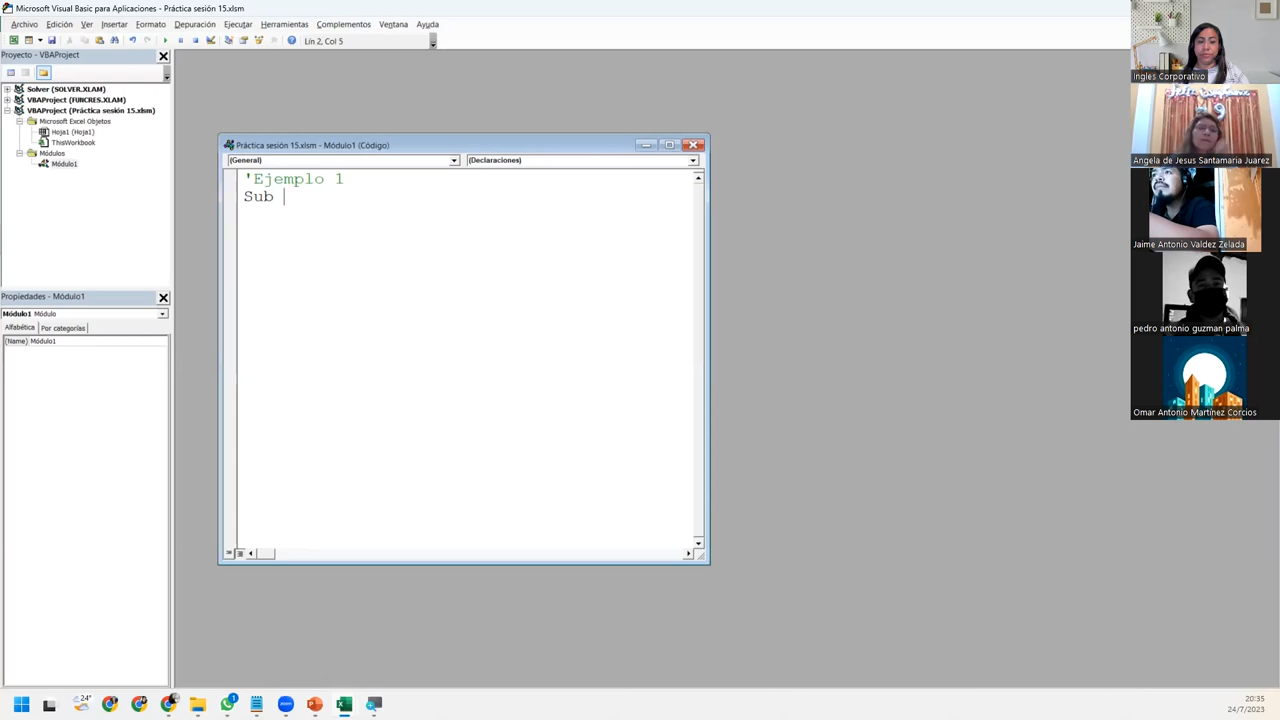 Microsoft Visual Basic para Aplicaciones - Práctica sesión 15.xlsm
Archivo Edición Ver Insertar Formato Depuración Ejecutar Herramientas Complementos Ventana Ayuda
Lín 2, Col 5
Proyecto - VBAProject
Solver (SOLVER.XLAM)
VBAProject (FUNCRES.XLAM)
VBAProject (Práctica sesión 15.xlsm)
Microsoft Excel Objetos
Hoja1 (Hoja1)
ThisWorkbook
Módulos
Módulo1
Propiedades - Módulo1
Módulo1 Módulo
Alfabética Por categorías
(Name) Módulo1
Práctica sesión 15.xlsm - Módulo1 (Código)
(General) (Declaraciones)
'Ejemplo 1
Sub
Ingles Corporativo
Angela de Jesus Santamaria Juarez
Jaime Antonio Valdez Zelada
pedro antonio guzman palma
Omar Antonio Martínez Corcios
24°
1
zoom
20:35
24/7/2023